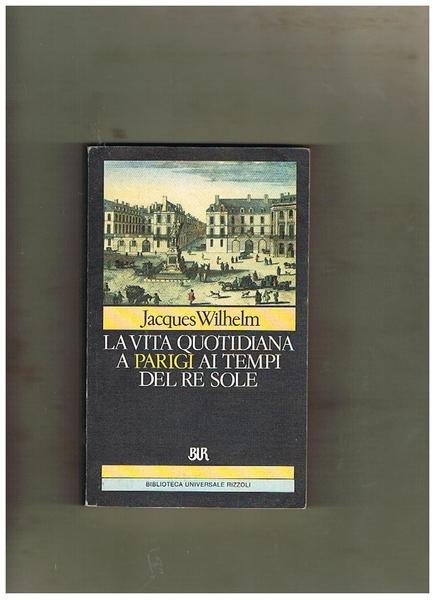 Jacques Wilhelm
LA VITA QUOTIDIANA
A PARIGI AI TEMPI
DEL RE SOLE
BUR
BIBLIOTECA UNIVERSALE RIZZOLI